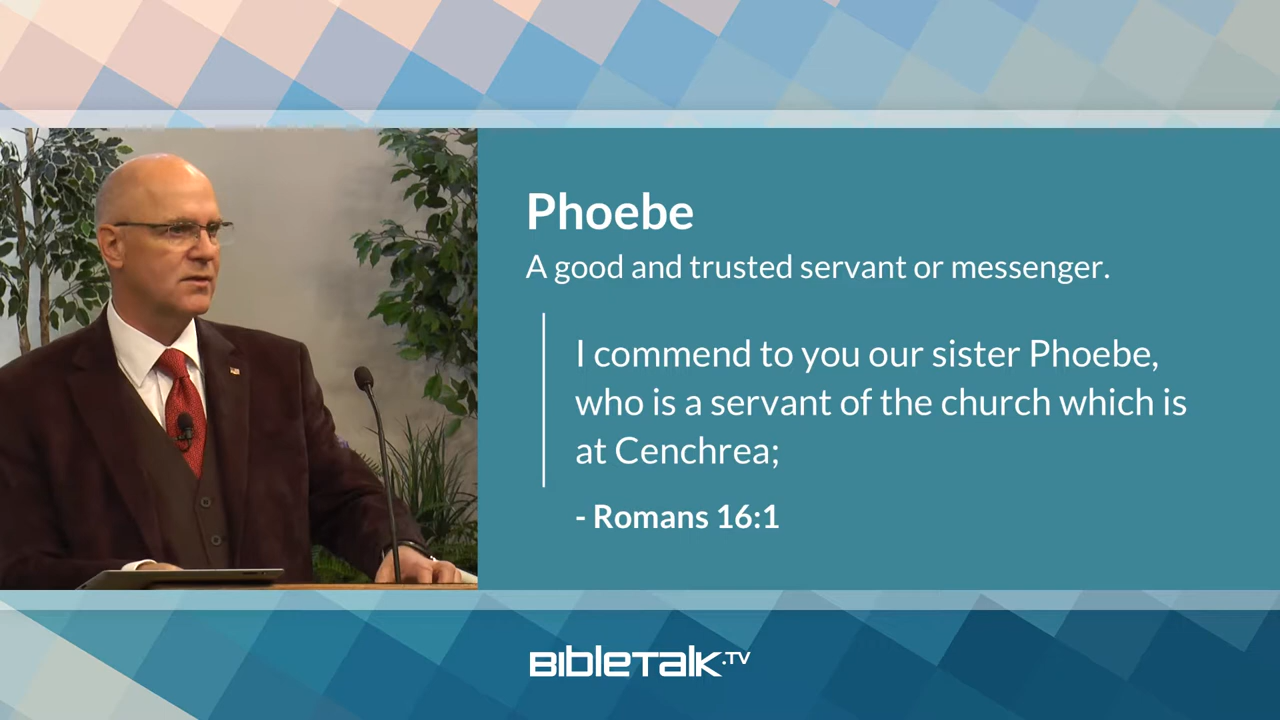 Phoebe
A good and trusted servant or messenger.
I commend to you our sister Phoebe,
who is a servant of the church which is
at Cenchrea;
- Romans 16:1
BibleTalk.TV